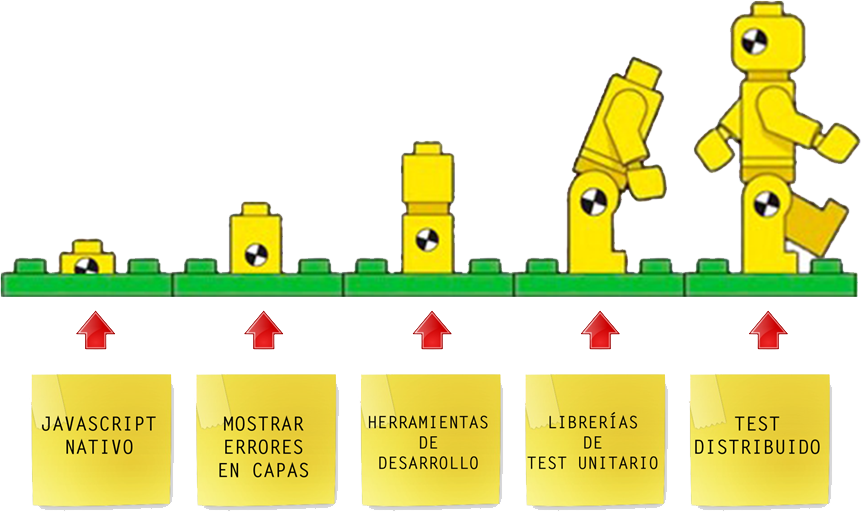 JAVASCRIPT
NATIVO
MOSTRAR
ERRORES
EN CAPAS
HERRAMIENTAS
DE
DESARROLLO
LIBRERÍAS
DE
TEST UNITARIO
TEST
DISTRIBUIDO